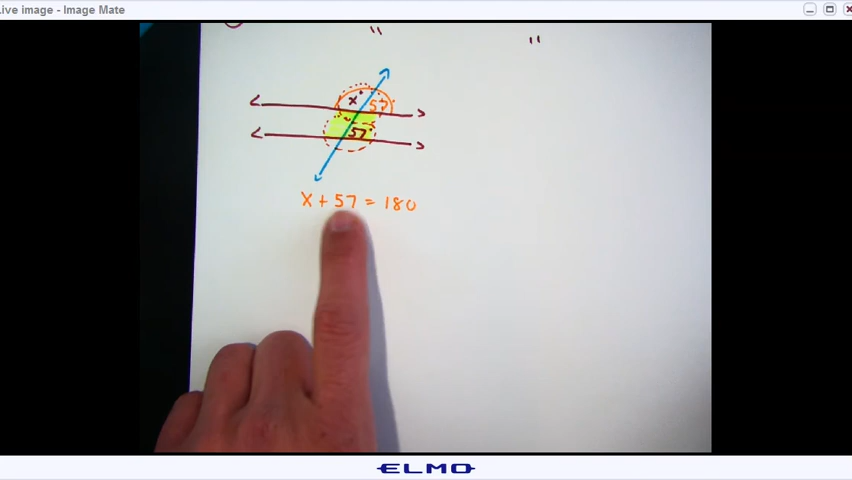 Live image - Image Mate
" "
x°
57°
57°
x + 57 = 180
ELMO